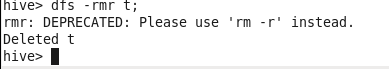 hive> dfs -rmr t;
rmr: DEPRECATED: Please use 'rm -r' instead.
Deleted t
hive>